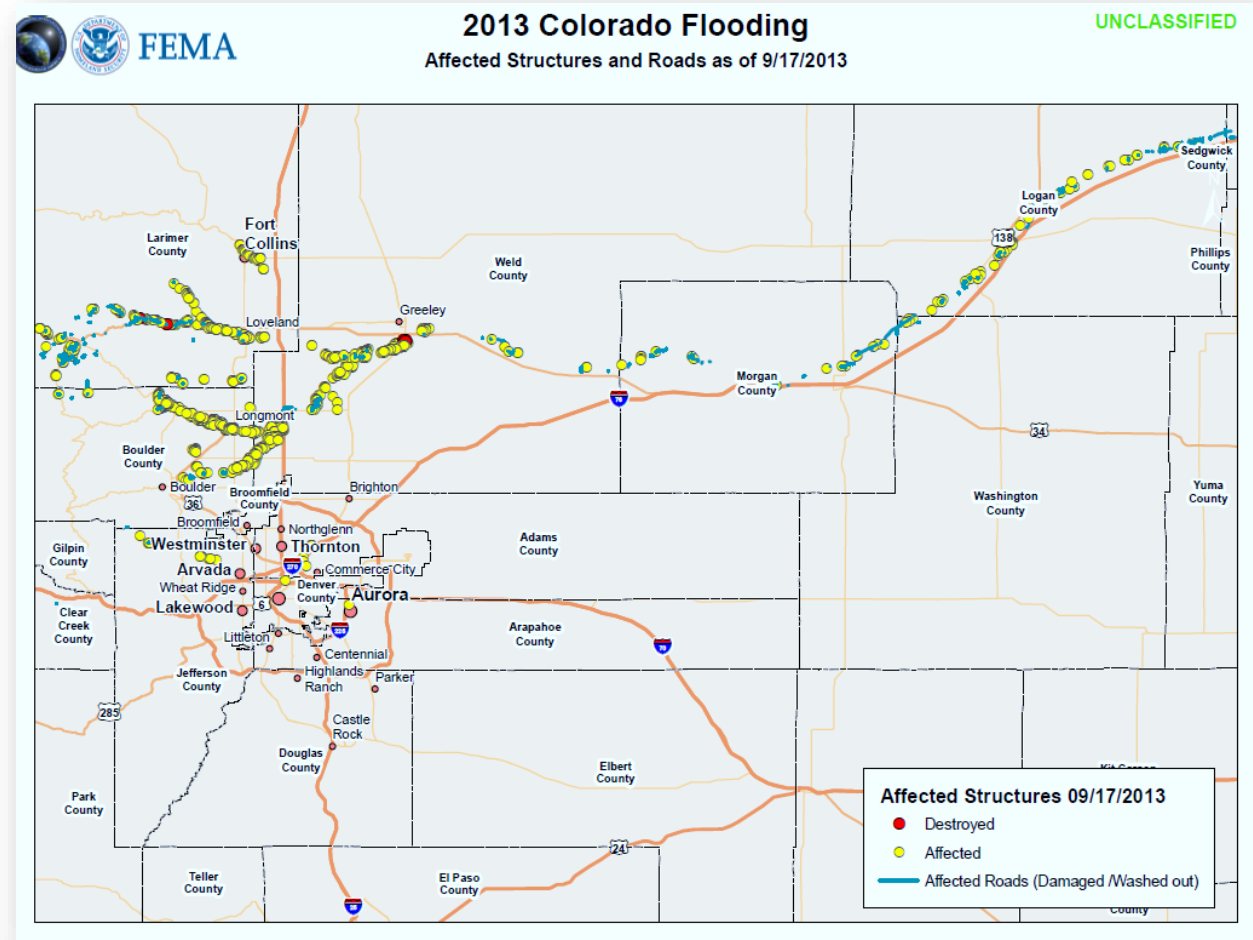 FEMA
2013 Colorado Flooding
Affected Structures and Roads as of 9/17/2013
UNCLASSIFIED
Sedgwick
County
Logan
County
138
Phillips
County
Fort
Collins
Larimer
County
Weld
County
Greeley
Loveland
Morgan
County
76
34
Longmont
Boulder
County
Boulder
36
Broomfield
County
Brighton
Washington
County
Yuma
County
Broomfield
Northglenn
Westminster
Thornton
Adams
County
Gilpin
County
Arvada
270
Commerce City
Wheat Ridge
Denver
County
Aurora
Lakewood
6
Clear
Creek
County
225
Arapahoe
County
Littleton
70
Centennial
Jefferson
County
Highlands
Ranch
Parker
285
Castle
Rock
Douglas
County
Elbert
County
Park
County
24
Teller
County
El Paso
County
Affected Structures 09/17/2013
Destroyed
Affected
Affected Roads (Damaged /Washed out)
County